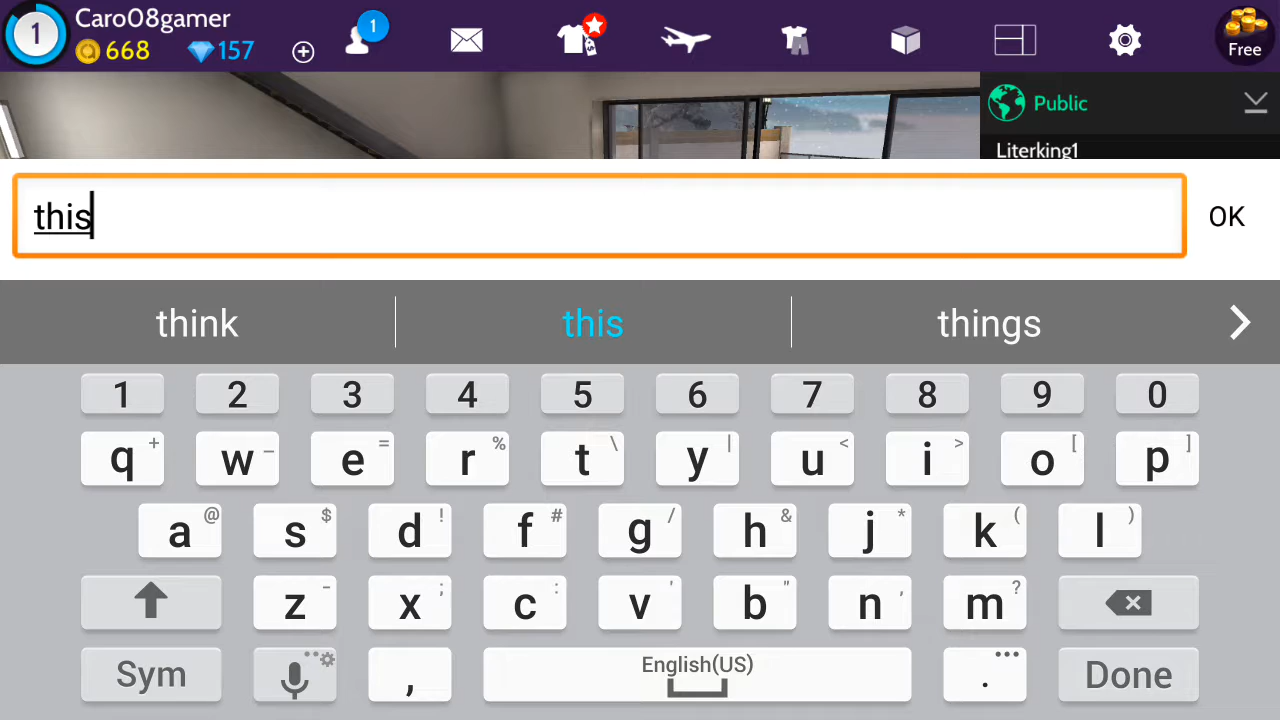 1 Caro08gamer
668 157 1 Free
Public
Literking1
this OK
think this things
1 2 3 4 5 6 7 8 9 0
q + w _ e = r % t \ y | u < i > o [ p ]
a @ s $ d ! f # g / h & j * k ( l )
z - x ; c : v ' b " n , m ?
Sym , English(US) . Done